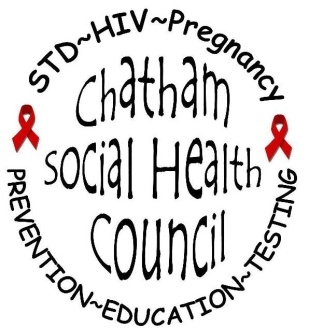 STD~HIV~Pregnancy
Chatham
Social Health
Council
PREVENTION~EDUCATION~TESTING